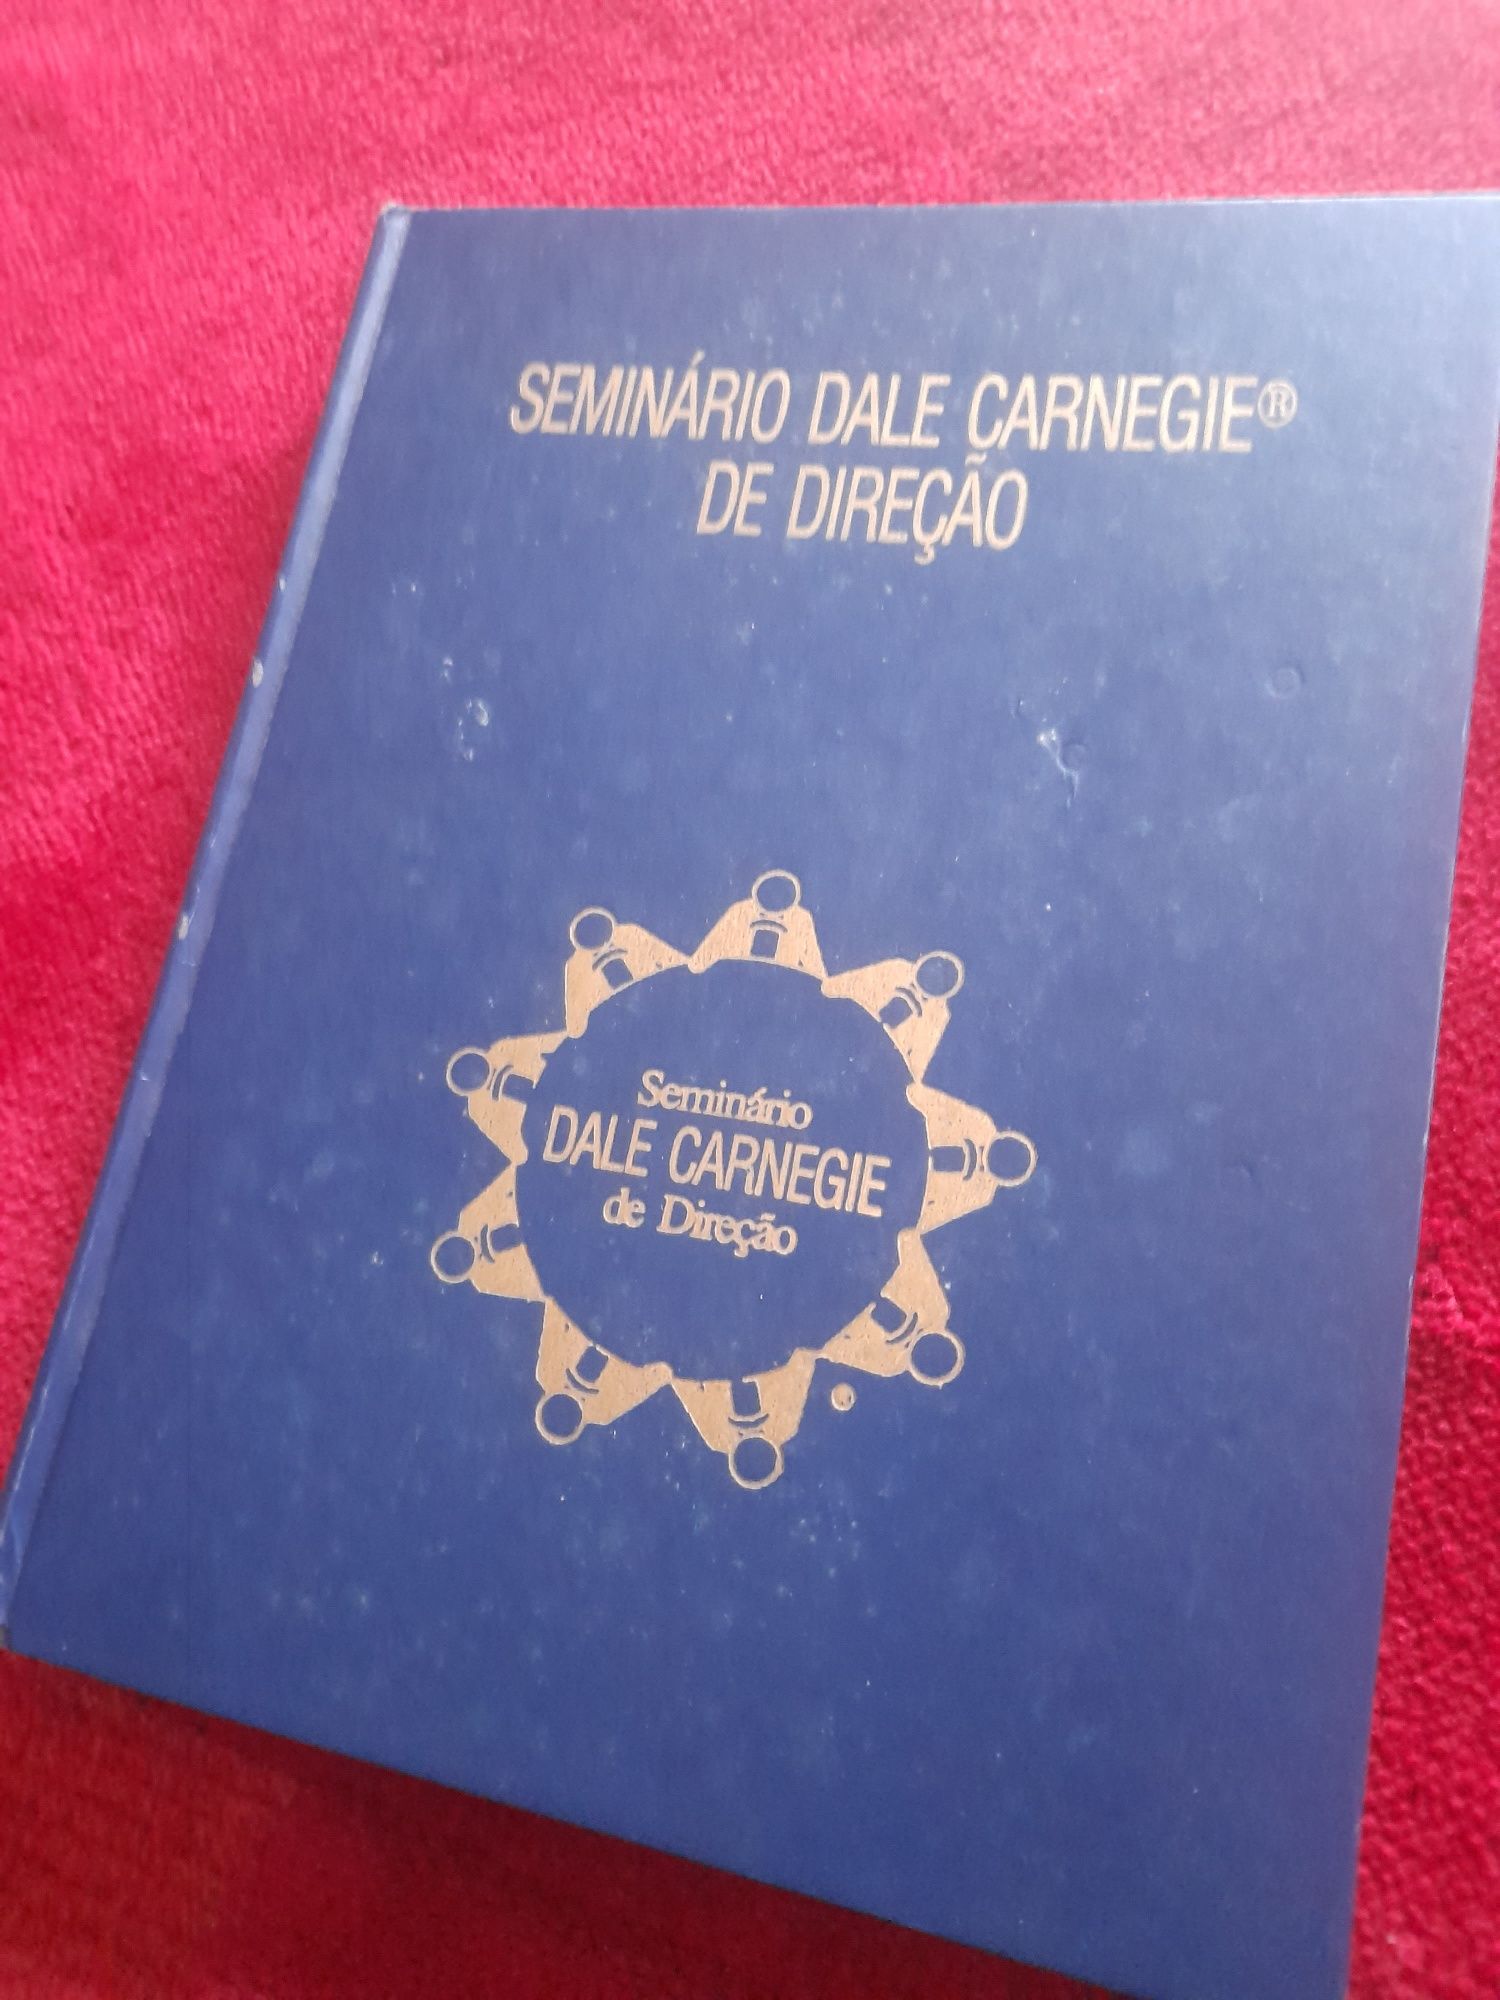 SEMINÁRIO DALE CARNEGIE®
DE DIREÇÃO
Seminário
DALE CARNEGIE
de Direção